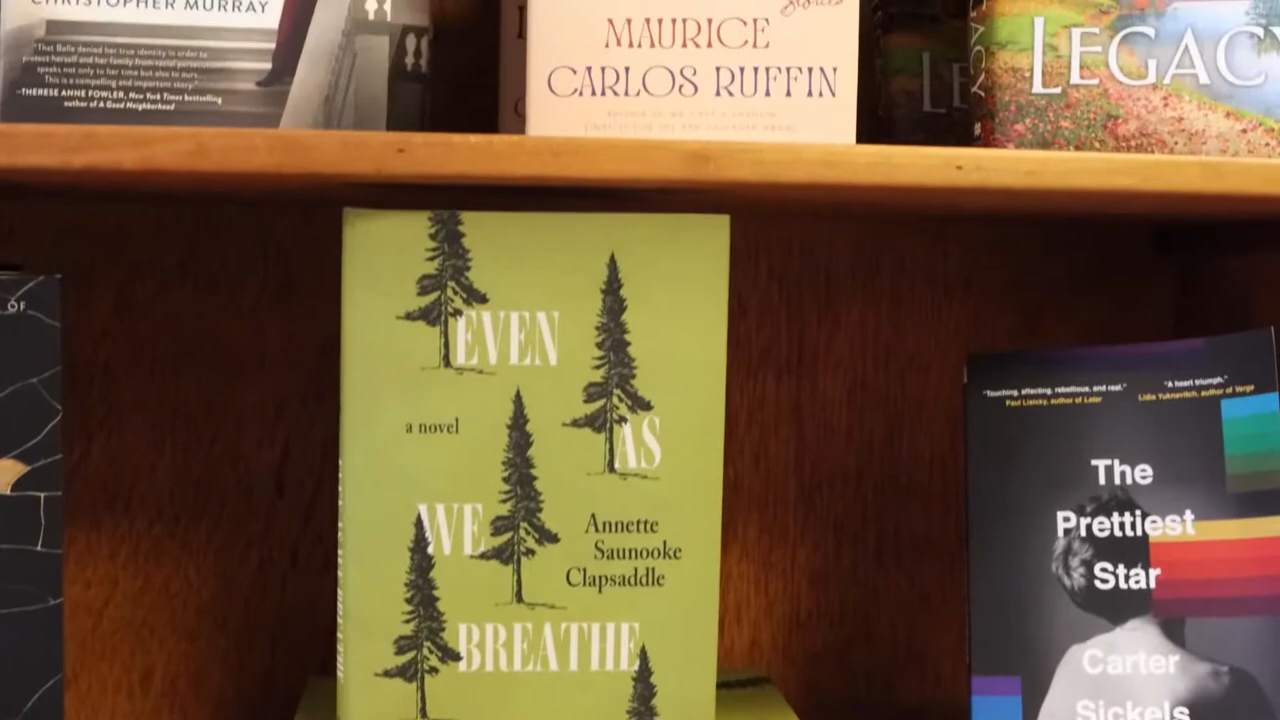 CHRISTOPHER MURRAY
"That Belle denied her true identity in order to
protect herself and her family from racial persecution
speaks not only to her time but also to ours...
This is a compelling and important story."
—THERESE ANNE FOWLER, New York Times bestselling
author of A Good Neighborhood
Stories
MAURICE
CARLOS RUFFIN
LE
ACY
LEGACY
OF
EVEN
a novel
AS
WE
Annette
Saunooke
Clapsaddle
BREATHE
"Touching, affecting, rebellious, and real."
Paul Lisicky, author of Later
"A heart triumph."
Lidia Yuknavitch, author of Verge
The
Prettiest
Star
Carter
Sickels